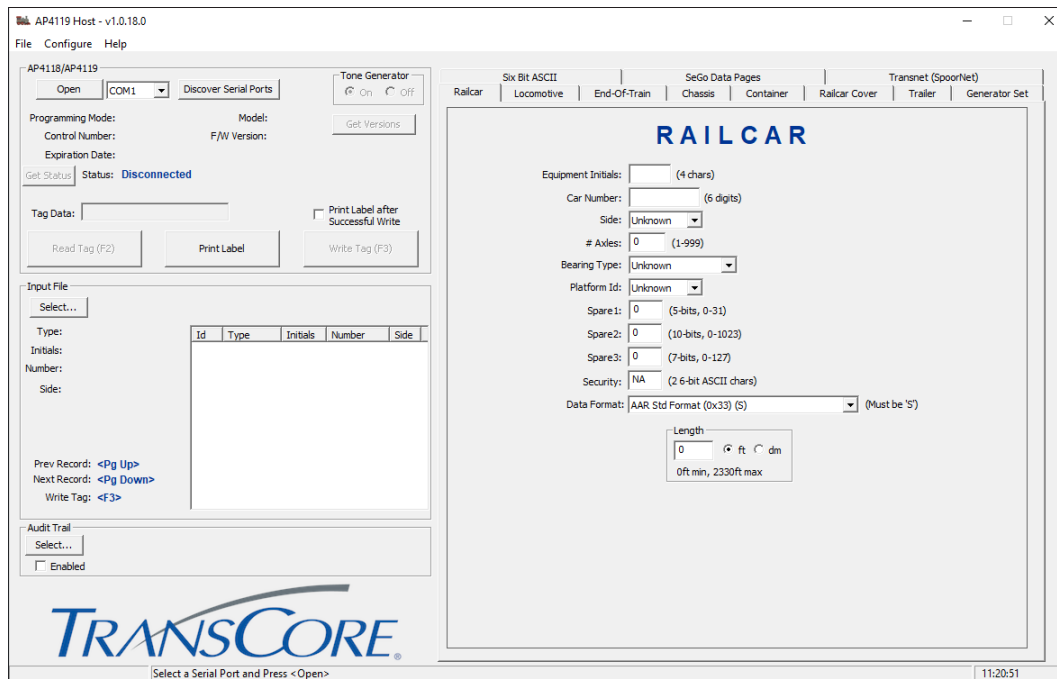 AP4119 Host - v1.0.18.0
File Configure Help
AP4118/AP4119
Open COM1 Discover Serial Ports
Tone Generator
On Off
Programming Mode: Model: Get Versions
Control Number: F/W Version:
Expiration Date:
Get Status Status: Disconnected
Tag Data: Print Label after
Successful Write
Read Tag (F2) Print Label Write Tag (F3)
Input File
Select...
Type:
Initials:
Number:
Side:
Id Type Initials Number Side
Prev Record: <Pg Up>
Next Record: <Pg Down>
Write Tag: <F3>
Audit Trail
Select...
Enabled
TRANSCORE®
Six Bit ASCII SeGo Data Pages Transnet (SpoorNet)
Railcar Locomotive End-Of-Train Chassis Container Railcar Cover Trailer Generator Set
RAILCAR
Equipment Initials: (4 chars)
Car Number: (6 digits)
Side: Unknown
# Axles: 0 (1-999)
Bearing Type: Unknown
Platform Id: Unknown
Spare1: 0 (5-bits, 0-31)
Spare2: 0 (10-bits, 0-1023)
Spare3: 0 (7-bits, 0-127)
Security: NA (2 6-bit ASCII chars)
Data Format: AAR Std Format (0x33) (S) (Must be 'S')
Length
0 ft dm
0ft min, 2330ft max
Select a Serial Port and Press <Open> 11:20:51